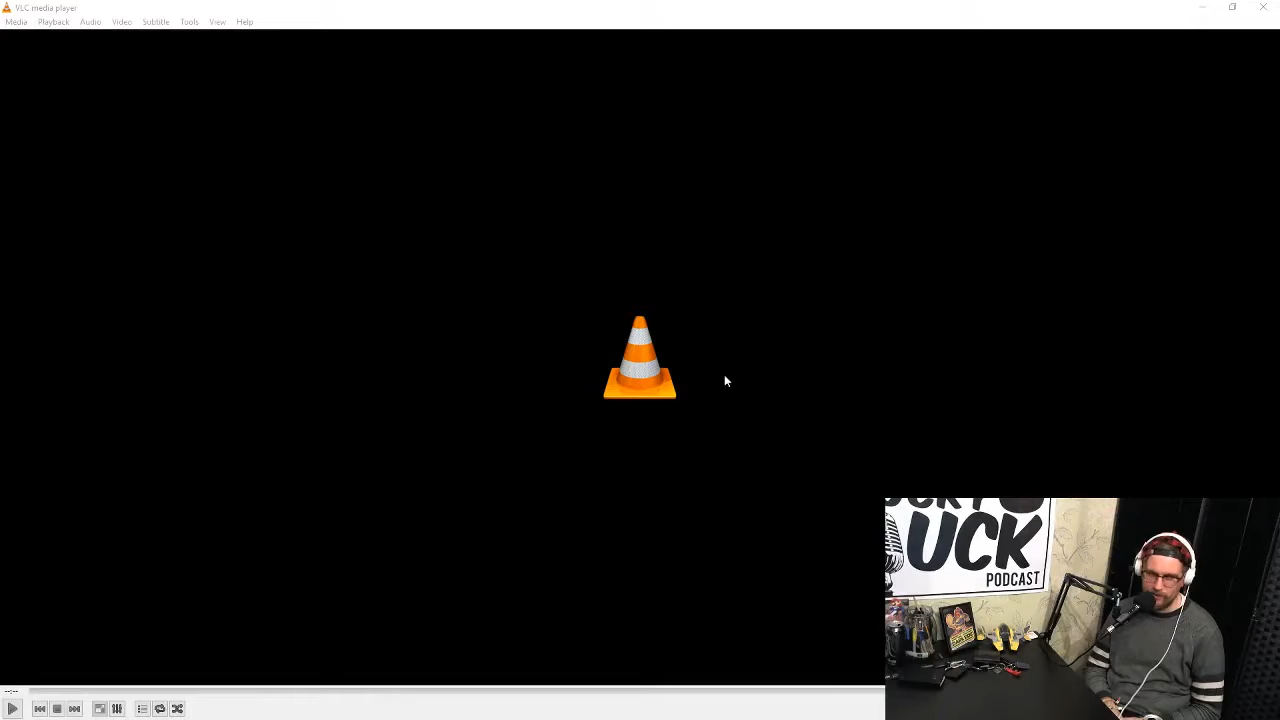 VLC media player
Media Playback Audio Video Subtitle Tools View Help
UCK
PODCAST
--:--